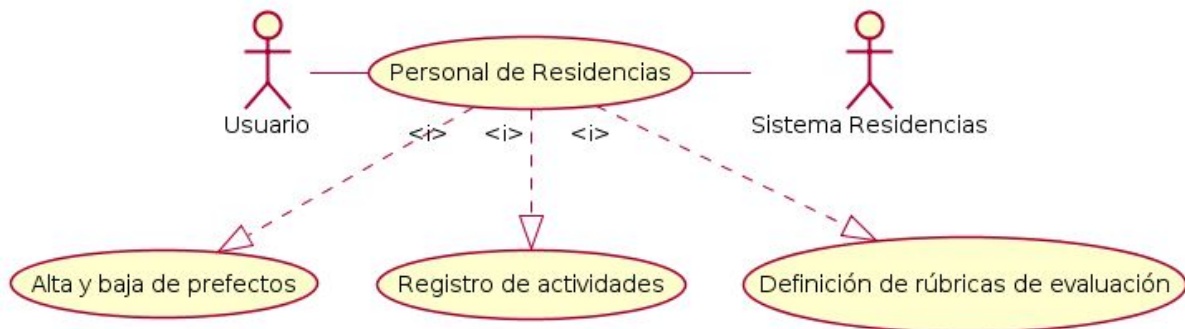 Personal de Residencias
Usuario
Sistema Residencias
<i>
<i>
<i>
Alta y baja de prefectos
Registro de actividades
Definición de rúbricas de evaluación